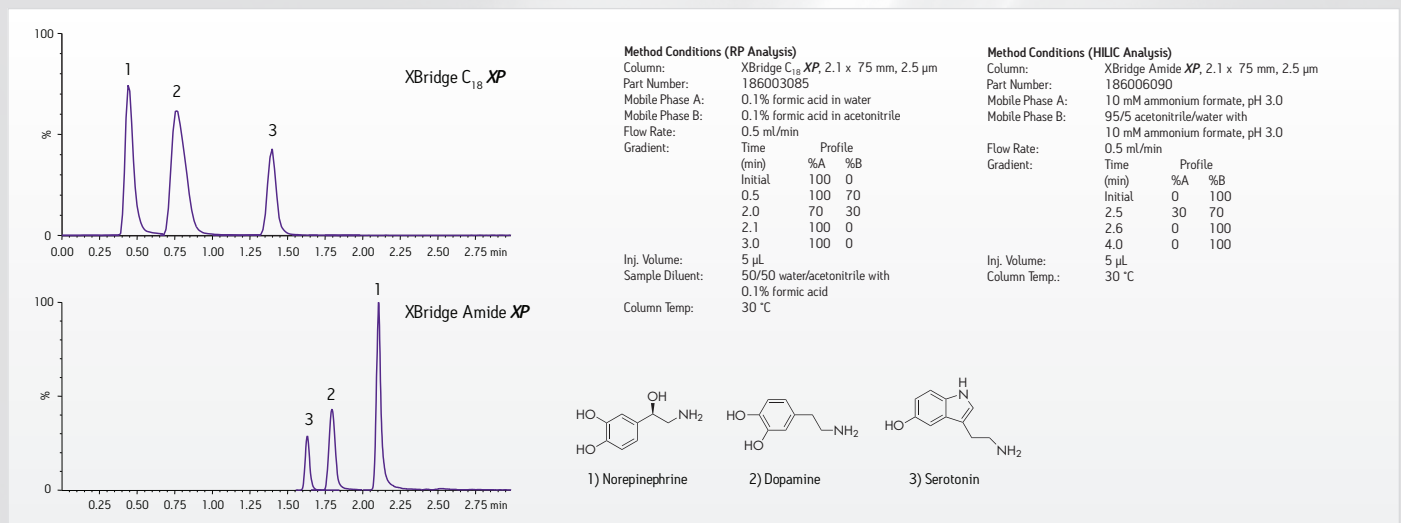 100
%
0
1
2
3
XBridge C18 XP
0.00 0.25 0.50 0.75 1.00 1.25 1.50 1.75 2.00 2.25 2.50 2.75 min
100
%
0
3
2
1
XBridge Amide XP
0.25 0.50 0.75 1.00 1.25 1.50 1.75 2.00 2.25 2.50 2.75 min
Method Conditions (RP Analysis)
Column: XBridge C18 XP, 2.1 x 75 mm, 2.5 µm
Part Number: 186003085
Mobile Phase A: 0.1% formic acid in water
Mobile Phase B: 0.1% formic acid in acetonitrile
Flow Rate: 0.5 ml/min
Gradient: Time Profile
(min) %A %B
Initial 100 0
0.5 100 70
2.0 70 30
2.1 100 0
3.0 100 0
Inj. Volume: 5 µL
Sample Diluent: 50/50 water/acetonitrile with
0.1% formic acid
Column Temp: 30 ˚C
Method Conditions (HILIC Analysis)
Column: XBridge Amide XP, 2.1 x 75 mm, 2.5 µm
Part Number: 186006090
Mobile Phase A: 10 mM ammonium formate, pH 3.0
Mobile Phase B: 95/5 acetonitrile/water with
10 mM ammonium formate, pH 3.0
Flow Rate: 0.5 ml/min
Gradient: Time Profile
(min) %A %B
Initial 0 100
2.5 30 70
2.6 0 100
4.0 0 100
Inj. Volume: 5 µL
Column Temp.: 30 ˚C
OH
HO
NH2
HO
1) Norepinephrine
HO
NH2
HO
2) Dopamine
H
N
HO
NH2
3) Serotonin